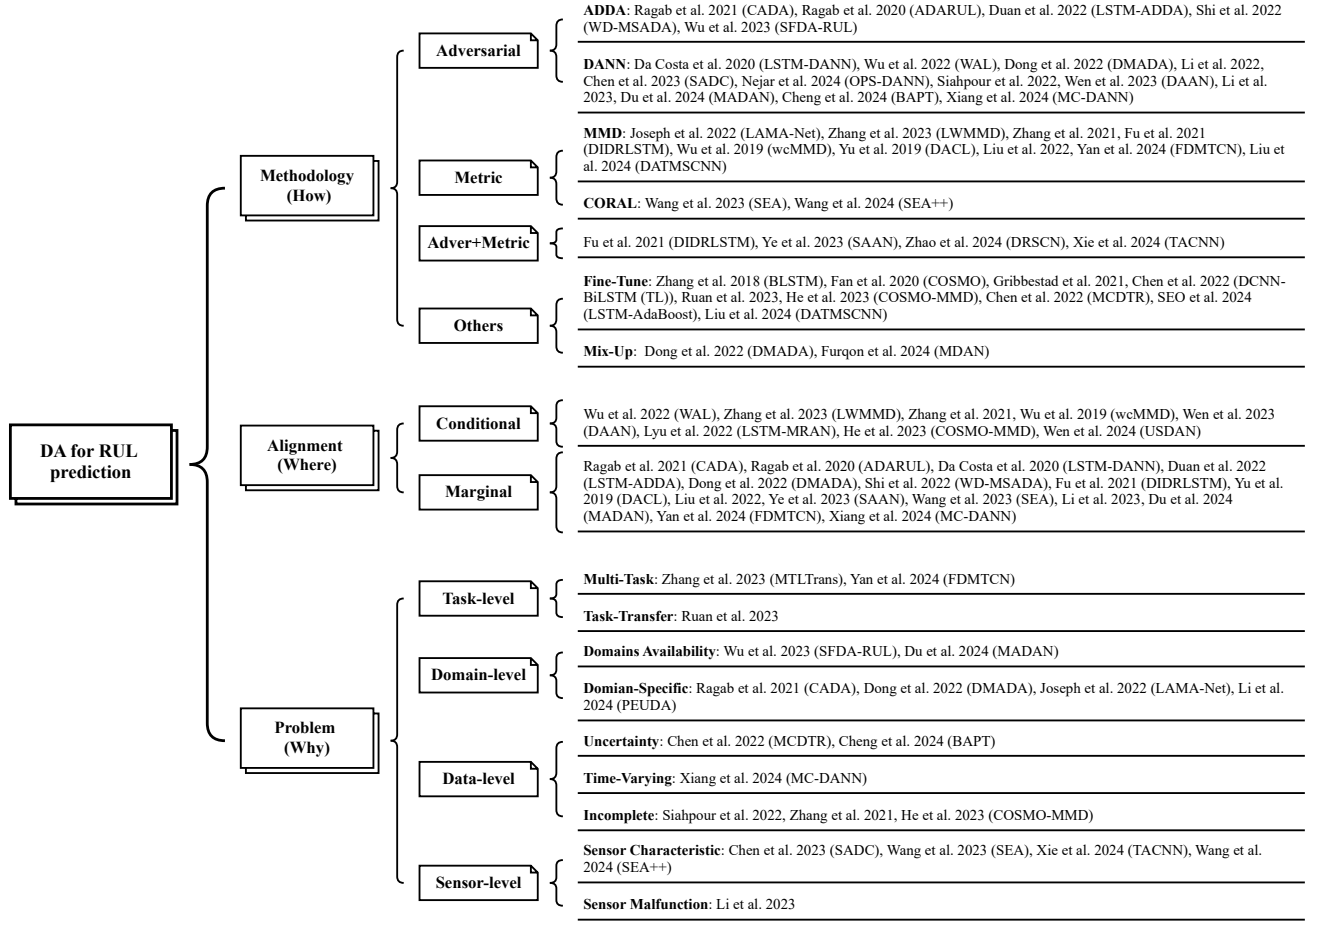 DA for RUL
prediction
Methodology
(How)
Adversarial
ADDA: Ragab et al. 2021 (CADA), Ragab et al. 2020 (ADARUL), Duan et al. 2022 (LSTM-ADDA), Shi et al. 2022
(WD-MSADA), Wu et al. 2023 (SFDA-RUL)
DANN: Da Costa et al. 2020 (LSTM-DANN), Wu et al. 2022 (WAL), Dong et al. 2022 (DMADA), Li et al. 2022,
Chen et al. 2023 (SADC), Nejar et al. 2024 (OPS-DANN), Siahpour et al. 2022, Wen et al. 2023 (DAAN), Li et al.
2023, Du et al. 2024 (MADAN), Cheng et al. 2024 (BAPT), Xiang et al. 2024 (MC-DANN)
Metric
MMD: Joseph et al. 2022 (LAMA-Net), Zhang et al. 2023 (LWMMD), Zhang et al. 2021, Fu et al. 2021
(DIDRLSTM), Wu et al. 2019 (wcMMD), Yu et al. 2019 (DACL), Liu et al. 2022, Yan et al. 2024 (FDMTCN), Liu et
al. 2024 (DATMSCNN)
CORAL: Wang et al. 2023 (SEA), Wang et al. 2024 (SEA++)
Adver+Metric
Fu et al. 2021 (DIDRLSTM), Ye et al. 2023 (SAAN), Zhao et al. 2024 (DRSCN), Xie et al. 2024 (TACNN)
Others
Fine-Tune: Zhang et al. 2018 (BLSTM), Fan et al. 2020 (COSMO), Gribbestad et al. 2021, Chen et al. 2022 (DCNN-
BiLSTM (TL)), Ruan et al. 2023, He et al. 2023 (COSMO-MMD), Chen et al. 2022 (MCDTR), SEO et al. 2024
(LSTM-AdaBoost), Liu et al. 2024 (DATMSCNN)
Mix-Up: Dong et al. 2022 (DMADA), Furqon et al. 2024 (MDAN)
Alignment
(Where)
Conditional
Wu et al. 2022 (WAL), Zhang et al. 2023 (LWMMD), Zhang et al. 2021, Wu et al. 2019 (wcMMD), Wen et al. 2023
(DAAN), Lyu et al. 2022 (LSTM-MRAN), He et al. 2023 (COSMO-MMD), Wen et al. 2024 (USDAN)
Marginal
Ragab et al. 2021 (CADA), Ragab et al. 2020 (ADARUL), Da Costa et al. 2020 (LSTM-DANN), Duan et al. 2022
(LSTM-ADDA), Dong et al. 2022 (DMADA), Shi et al. 2022 (WD-MSADA), Fu et al. 2021 (DIDRLSTM), Yu et al.
2019 (DACL), Liu et al. 2022, Ye et al. 2023 (SAAN), Wang et al. 2023 (SEA), Li et al. 2023, Du et al. 2024
(MADAN), Yan et al. 2024 (FDMTCN), Xiang et al. 2024 (MC-DANN)
Problem
(Why)
Task-level
Multi-Task: Zhang et al. 2023 (MTLTrans), Yan et al. 2024 (FDMTCN)
Task-Transfer: Ruan et al. 2023
Domain-level
Domains Availability: Wu et al. 2023 (SFDA-RUL), Du et al. 2024 (MADAN)
Domian-Specific: Ragab et al. 2021 (CADA), Dong et al. 2022 (DMADA), Joseph et al. 2022 (LAMA-Net), Li et al.
2024 (PEUDA)
Data-level
Uncertainty: Chen et al. 2022 (MCDTR), Cheng et al. 2024 (BAPT)
Time-Varying: Xiang et al. 2024 (MC-DANN)
Incomplete: Siahpour et al. 2022, Zhang et al. 2021, He et al. 2023 (COSMO-MMD)
Sensor-level
Sensor Characteristic: Chen et al. 2023 (SADC), Wang et al. 2023 (SEA), Xie et al. 2024 (TACNN), Wang et al.
2024 (SEA++)
Sensor Malfunction: Li et al. 2023